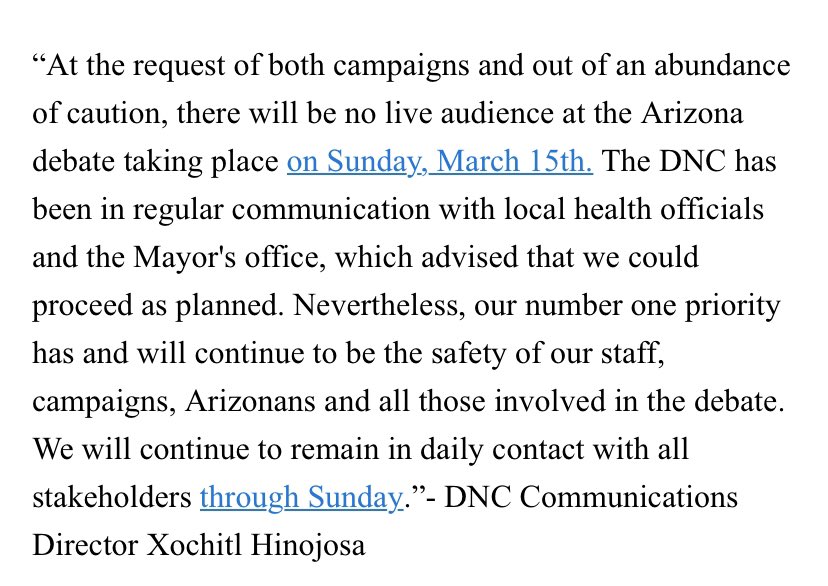 “At the request of both campaigns and out of an abundance
of caution, there will be no live audience at the Arizona
debate taking place on Sunday, March 15th. The DNC has
been in regular communication with local health officials
and the Mayor's office, which advised that we could
proceed as planned. Nevertheless, our number one priority
has and will continue to be the safety of our staff,
campaigns, Arizonans and all those involved in the debate.
We will continue to remain in daily contact with all
stakeholders through Sunday.”- DNC Communications
Director Xochitl Hinojosa